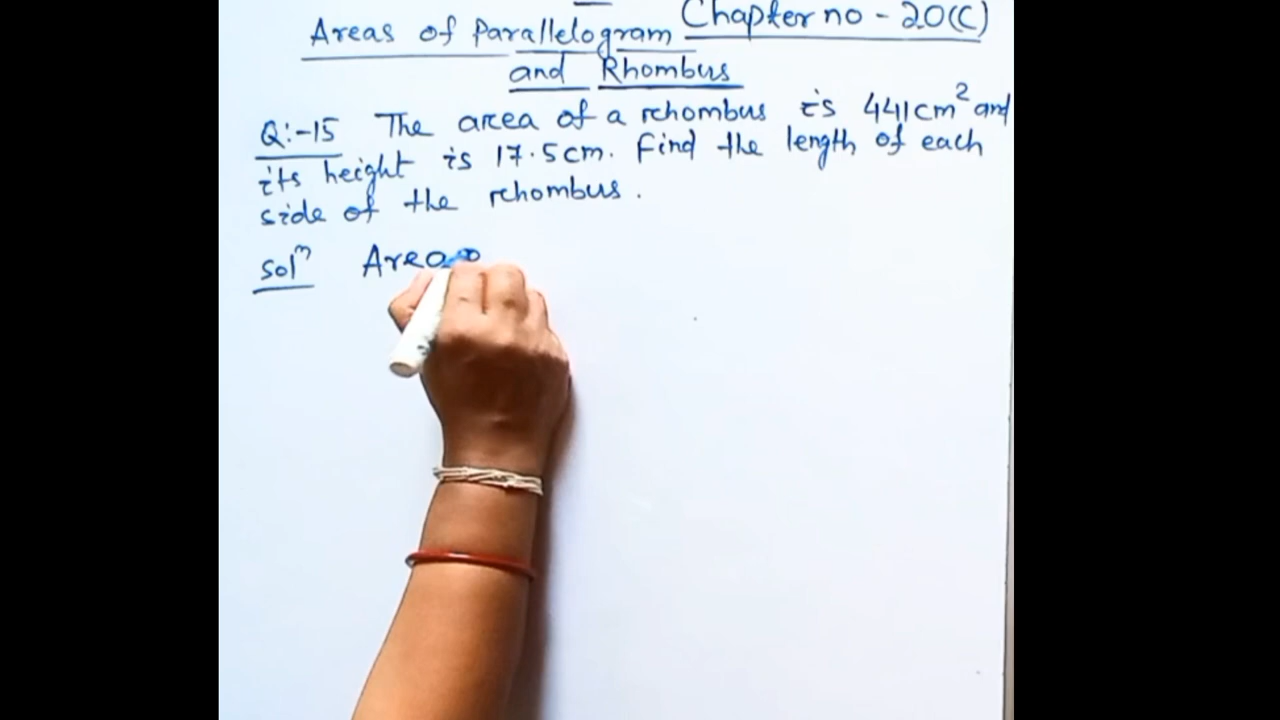 Areas of Parallelogram Chapter no - 20(C)
and Rhombus
Q:-15 The area of a rhombus is 441cm² and
its height is 17.5cm. Find the length of each
side of the rhombus.
Solⁿ Area